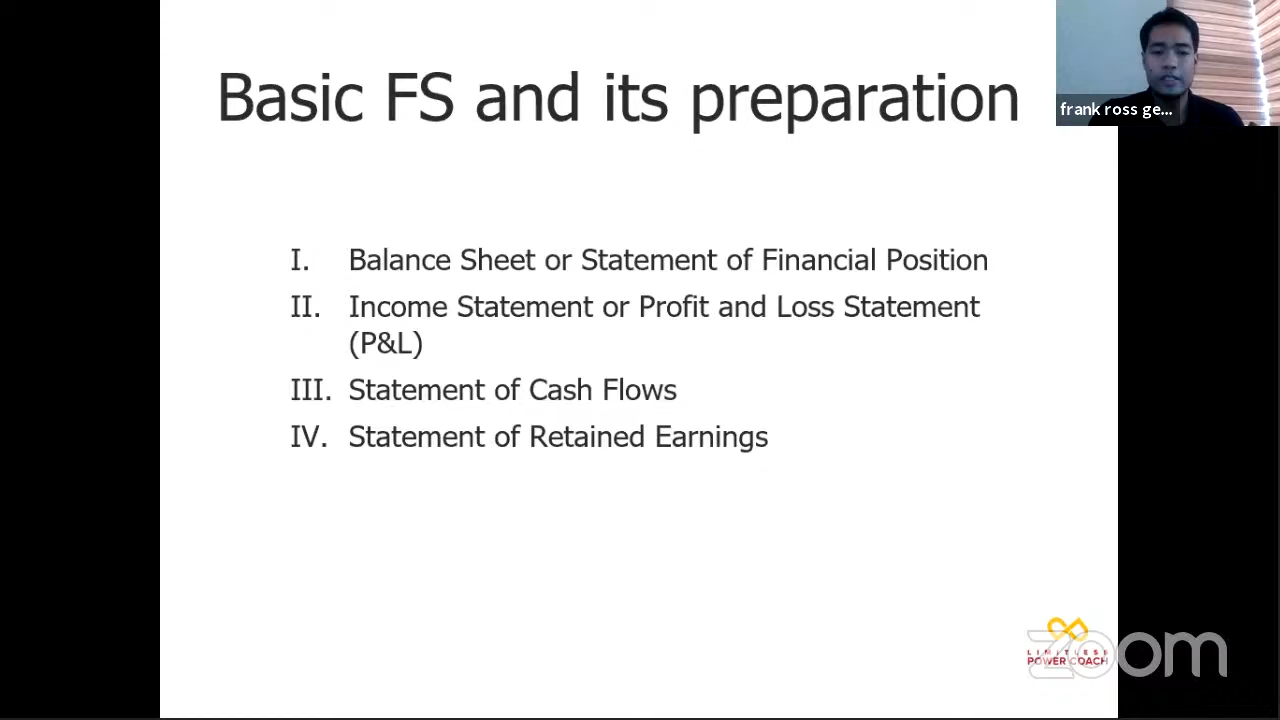 Basic FS and its preparation
frank ross ge...
I. Balance Sheet or Statement of Financial Position
II. Income Statement or Profit and Loss Statement
(P&L)
III. Statement of Cash Flows
IV. Statement of Retained Earnings
LIMITLESS
POWER COACH
zoom